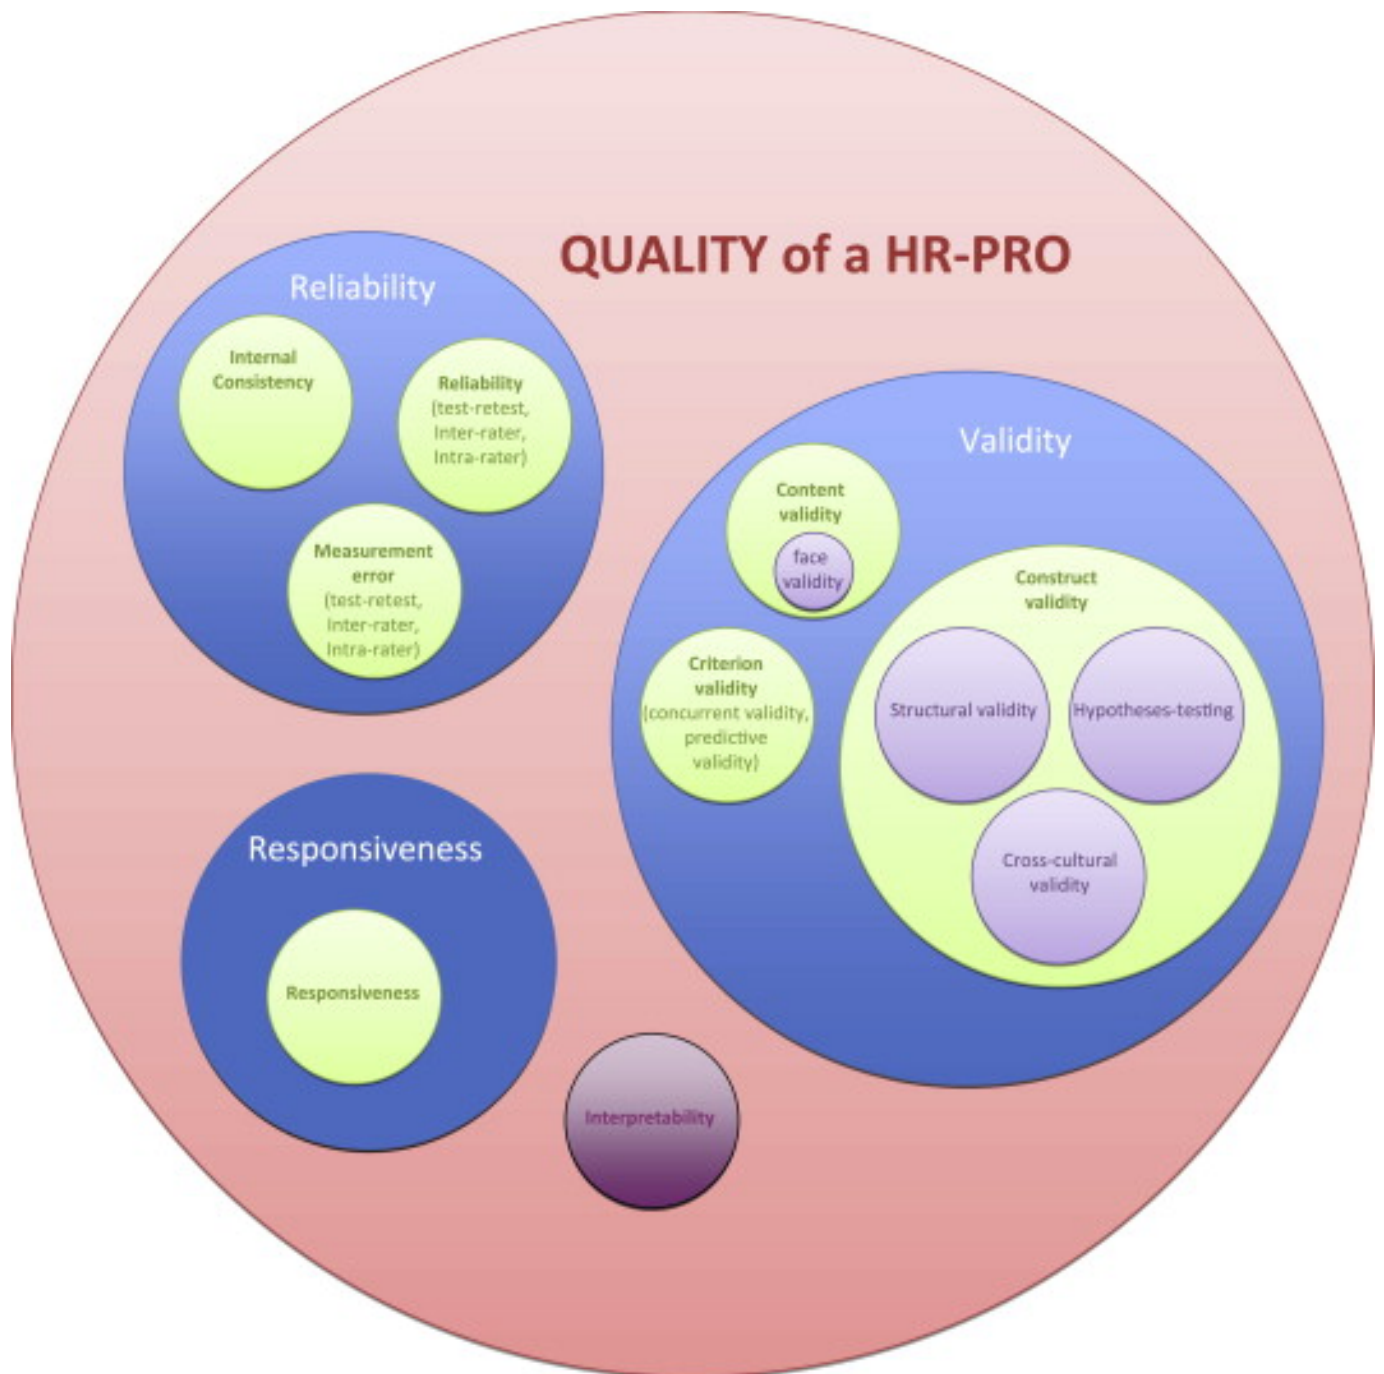 QUALITY of a HR-PRO
Reliability
Internal
Consistency
Reliability
(test-retest,
Inter-rater,
Intra-rater)
Measurement
error
(test-retest,
Inter-rater,
Intra-rater)
Validity
Content
validity
face
validity
Criterion
validity
(concurrent validity,
predictive
validity)
Construct
validity
Structural validity
Hypotheses-testing
Cross-cultural
validity
Responsiveness
Responsiveness
Interpretability